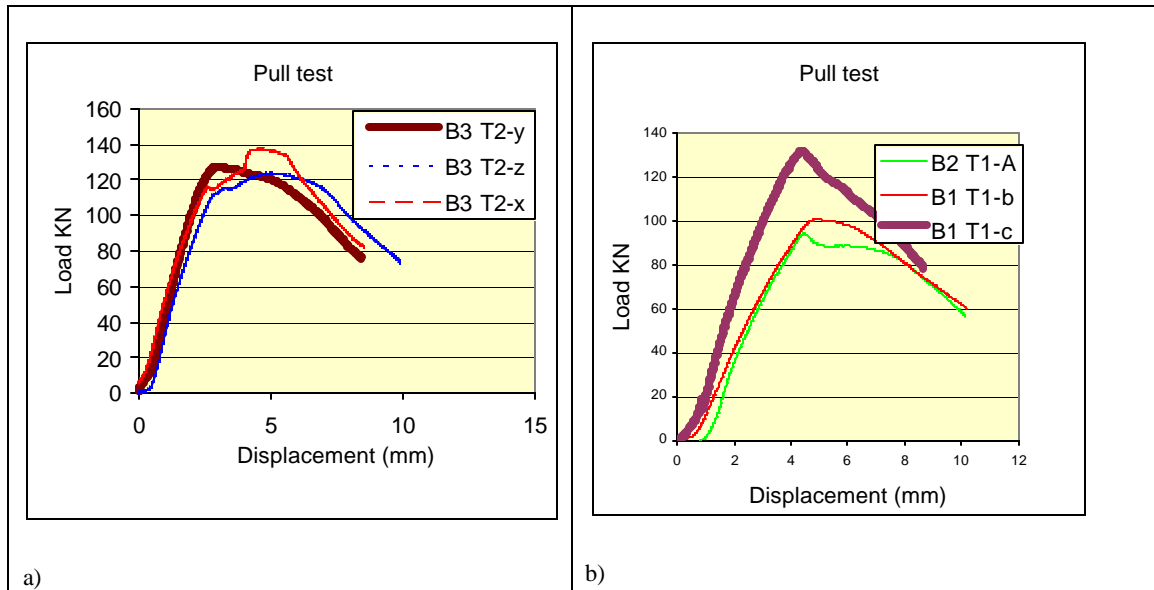 Pull test
160
140
120
100
80
60
40
20
0
Load KN
B3 T2-y
B3 T2-z
B3 T2-x
0 5 10 15
Displacement (mm)
a)
Pull test
140
120
100
80
60
40
20
0
Load KN
B2 T1-A
B1 T1-b
B1 T1-c
0 2 4 6 8 10 12
Displacement (mm)
b)